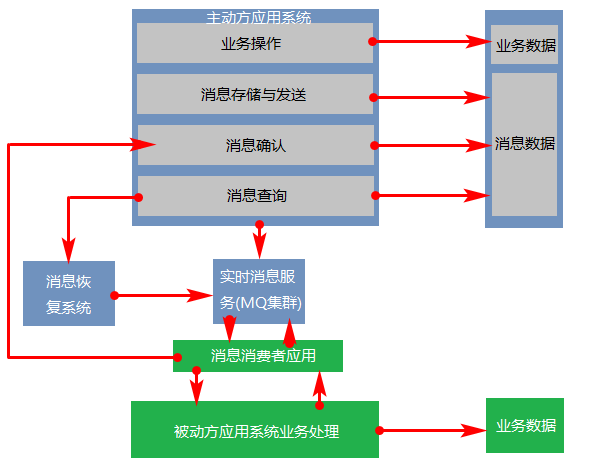 主动方应用系统
业务操作
业务数据
消息存储与发送
消息确认
消息数据
消息查询
消息恢
复系统
实时消息服
务(MQ集群)
消息消费者应用
被动方应用系统业务处理
业务数据